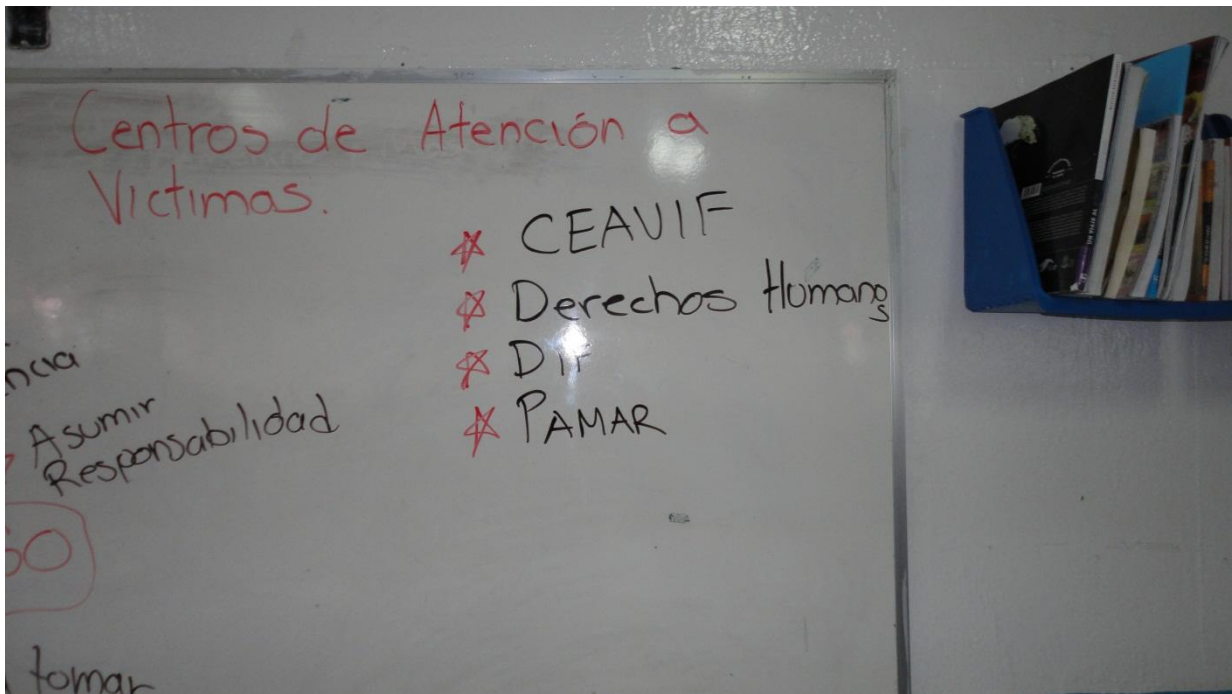 Centros de Atención a
Victimas.
CEAVIF
Derechos Humanos
DIF
PAMAR
Asumir
Responsabilidad
tomar